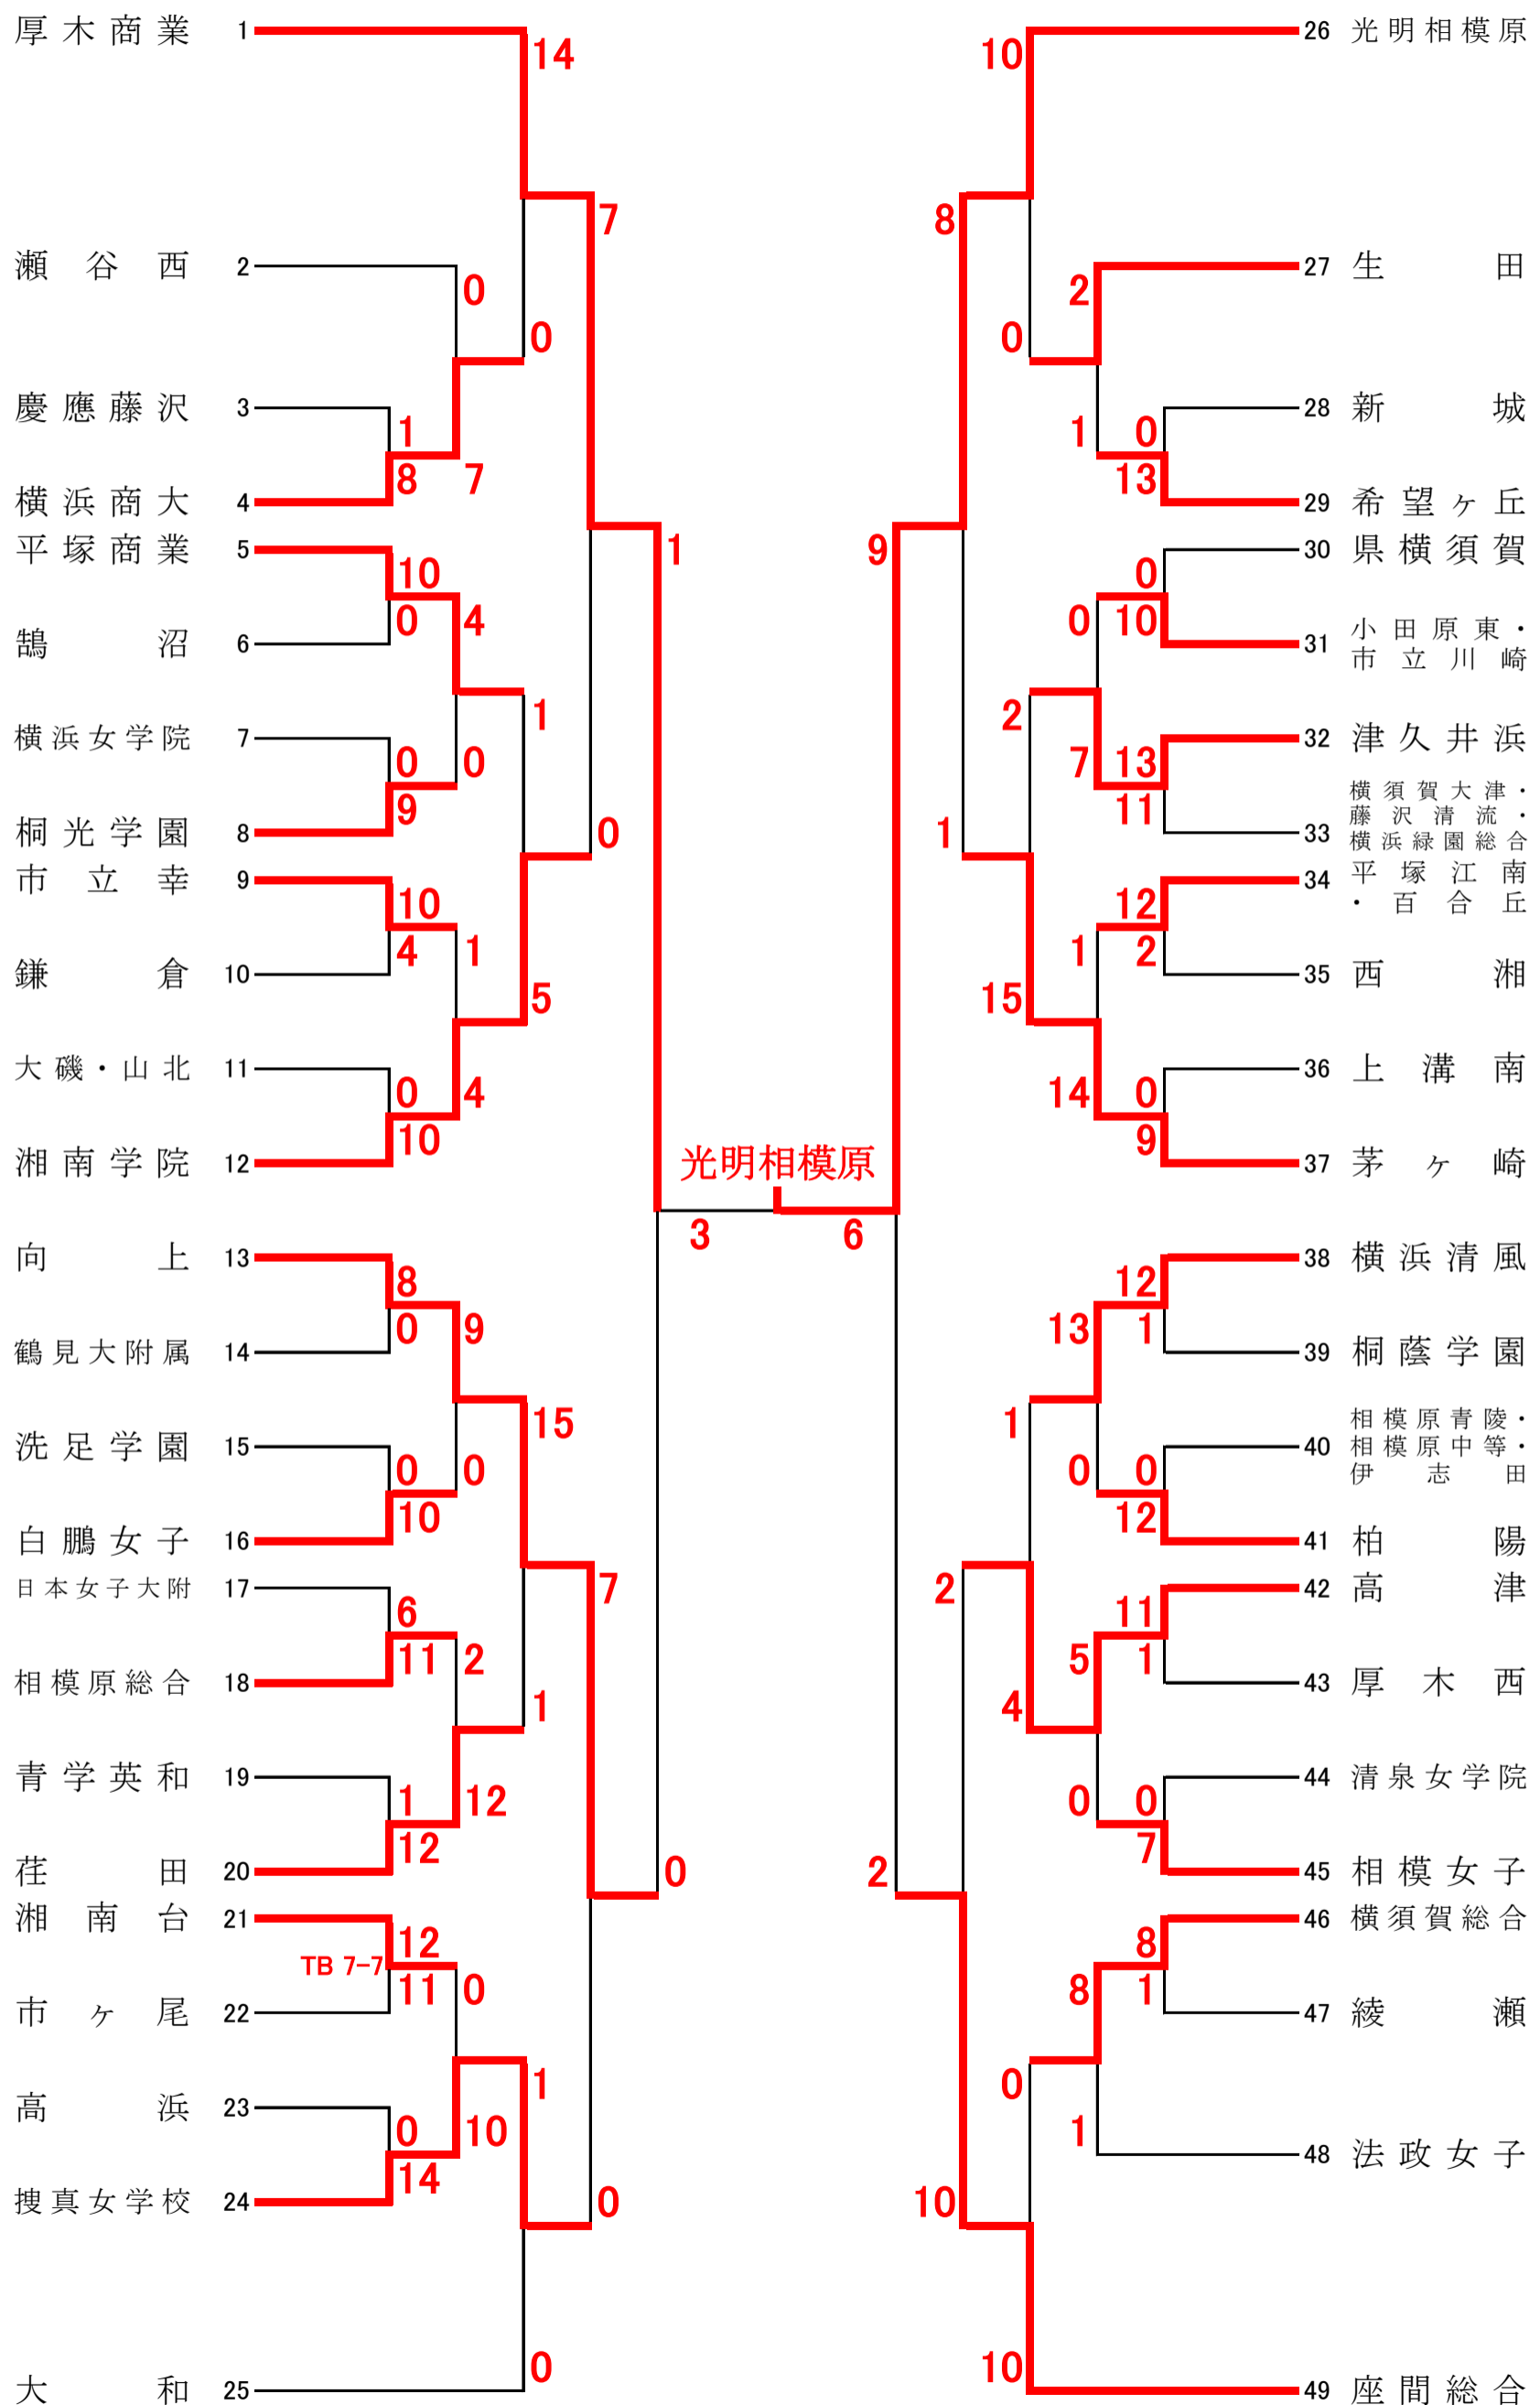 厚木商業 1
14
瀬谷西 2
0
0
7
慶應藤沢 3
1
8
7
横浜商大 4
平塚商業 5
10
0
4
鵠沼 6
1
横浜女学院 7
0
9
0
桐光学園 8
0
市立幸 9
10
4
1
鎌倉 10
5
大磯・山北 11
0
10
4
湘南学院 12
1
向上 13
8
0
9
鶴見大附属 14
15
洗足学園 15
0
10
0
白鵬女子 16
7
日本女子大附 17
6
11
2
相模原総合 18
1
青学英和 19
1
12
12
荏田 20
0
湘南台 21
12
TB 7-7
11
0
市ヶ尾 22
1
高浜 23
0
14
10
捜真女学校 24
0
大和 25
0
光明相模原
3
6
26 光明相模原
10
8
27 生田
2
0
28 新城
0
13
1
29 希望ヶ丘
9
30 県横須賀
0
10
0
31 小田原東・
市立川崎
2
32 津久井浜
13
11
7
33 横須賀大津・
藤沢清流・
横浜緑園総合
1
34 平塚江南
・百合丘
12
2
1
35 西湘
15
36 上溝南
0
9
14
37 茅ヶ崎
38 横浜清風
12
1
13
39 桐蔭学園
1
40 相模原青陵・
相模原中等・
伊志田
0
12
0
41 柏陽
2
42 高津
11
1
5
43 厚木西
4
44 清泉女学院
0
7
0
45 相模女子
2
46 横須賀総合
8
1
8
47 綾瀬
0
1
48 法政女子
10
10
49 座間総合